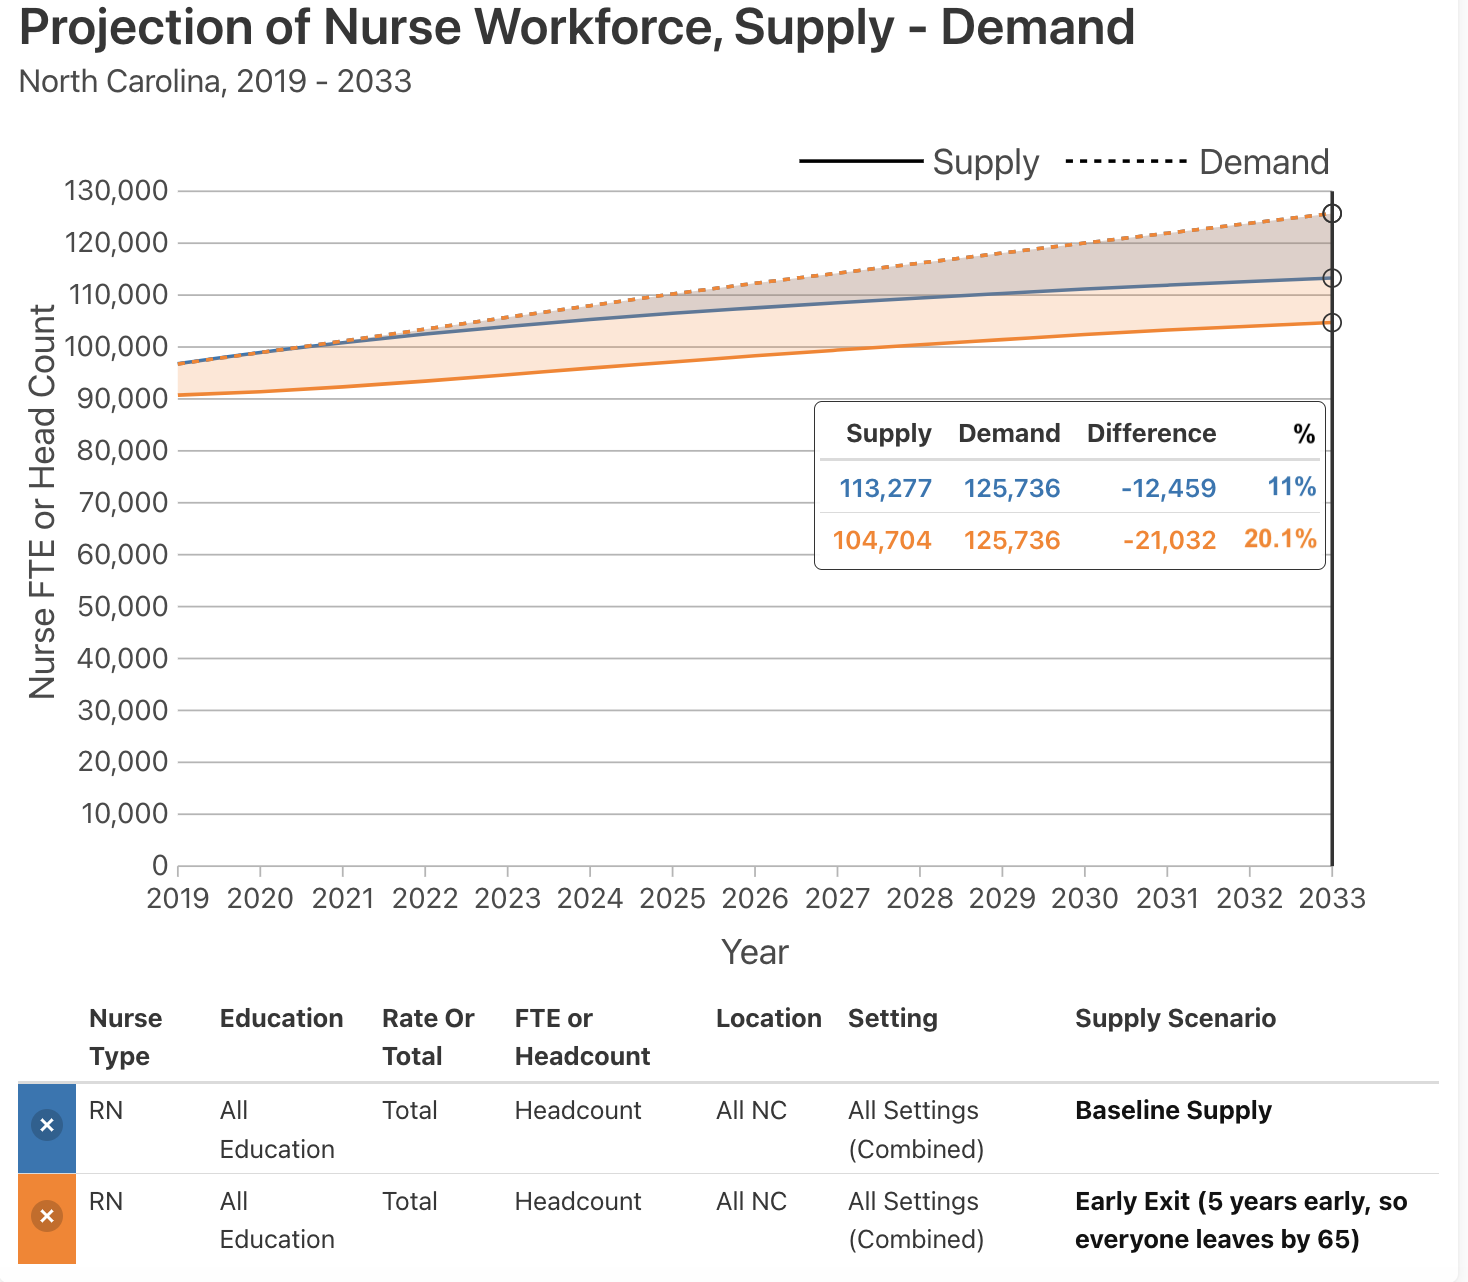 Projection of Nurse Workforce, Supply - Demand
North Carolina, 2019 - 2033
Supply Demand
130,000
120,000
110,000
100,000
90,000
80,000
70,000
60,000
50,000
40,000
30,000
20,000
10,000
0
Nurse FTE or Head Count
Supply Demand Difference %
113,277 125,736 -12,459 11%
104,704 125,736 -21,032 20.1%
2019 2020 2021 2022 2023 2024 2025 2026 2027 2028 2029 2030 2031 2032 2033
Year
Nurse Education Rate Or FTE or Location Setting Supply Scenario
Type Total Headcount
RN All Total Headcount All NC All Settings Baseline Supply
Education (Combined)
RN All Total Headcount All NC All Settings Early Exit (5 years early, so
Education (Combined) everyone leaves by 65)